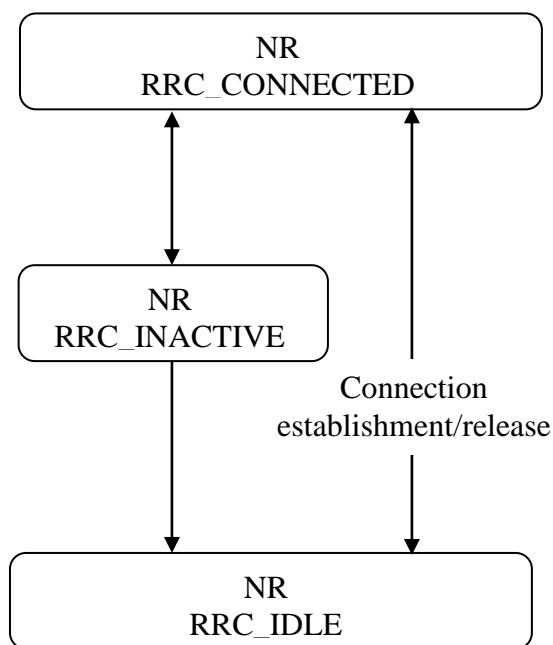 NR
RRC_CONNECTED
NR
RRC_INACTIVE
Connection
establishment/release
NR
RRC_IDLE